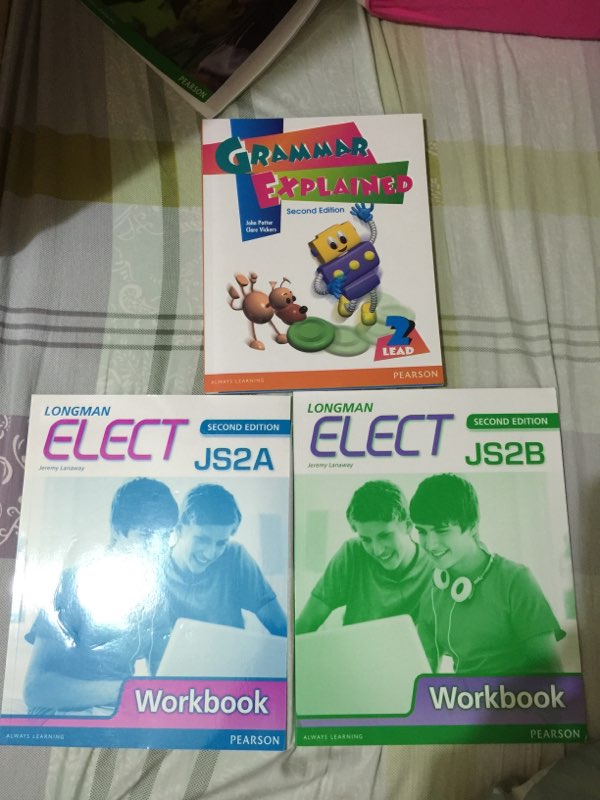 PEARSON
GRAMMAR
EXPLAINED
Second Edition
John Potter
Clare Vickers
2
LEAD
ALWAYS LEARNING
PEARSON
LONGMAN
ELECT
SECOND EDITION
JS2A
Jeremy Lanaway
Workbook
ALWAYS LEARNING
PEARSON
LONGMAN
ELECT
SECOND EDITION
JS2B
Jeremy Lanaway
Workbook
ALWAYS LEARNING
PEARSON